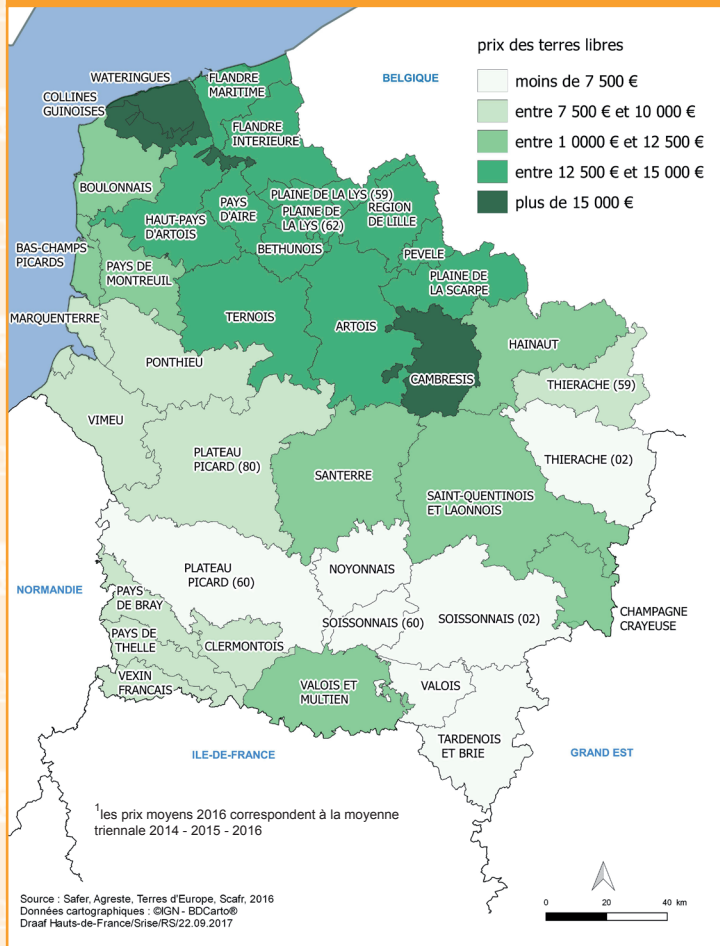 prix des terres libres
moins de 7 500 €
entre 7 500 € et 10 000 €
entre 1 0000 € et 12 500 €
entre 12 500 € et 15 000 €
plus de 15 000 €
BELGIQUE
WATERINGUES
FLANDRE
MARITIME
COLLINES
GUINOISES
FLANDRE
INTERIEURE
BOULONNAIS
PAYS
D'AIRE
PLAINE DE LA LYS (59)
PLAINE DE
LA LYS (62)
REGION
DE LILLE
HAUT-PAYS
D'ARTOIS
BETHUNOIS
PEVELE
BAS-CHAMPS
PICARDS
PAYS DE
MONTREUIL
PLAINE DE
LA SCARPE
MARQUENTERRE
TERNOIS
ARTOIS
HAINAUT
PONTHIEU
CAMBRESIS
THIERACHE (59)
VIMEU
PLATEAU
PICARD (80)
SANTERRE
THIERACHE (02)
SAINT-QUENTINOIS
ET LAONNOIS
NORMANDIE
PLATEAU
PICARD (60)
NOYONNAIS
PAYS
DE BRAY
SOISSONNAIS (60)
SOISSONNAIS (02)
CHAMPAGNE
CRAYEUSE
PAYS DE
THELLE
CLERMONTOIS
VEXIN
FRANCAIS
VALOIS ET
MULTIEN
VALOIS
TARDENOIS
ET BRIE
ILE-DE-FRANCE
GRAND EST
1les prix moyens 2016 correspondent à la moyenne
triennale 2014 - 2015 - 2016
Source : Safer, Agreste, Terres d'Europe, Scafr, 2016
Données cartographiques : ©IGN - BDCarto®
Draaf Hauts-de-France/Srise/RS/22.09.2017
0 20 40 km